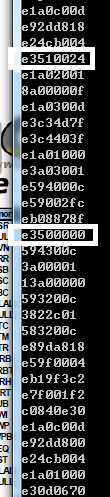 e1a0c00d
e92dd818
e24cb004
e3510024
e1a02001
8a00000f
e1a0300d
e3c34d7f
e3c4403f
e1a01000
e3a03001
e594000c
e59002fc
eb08878f
e3500000
594300c
3a00001
13a00000
593200c
3822c01
583200c
e89da818
e59f0004
eb19f3c2
e7f001f2
c0840e30
e1a0c00d
e92dd800
e24cb004
e1a01000
e30d0670